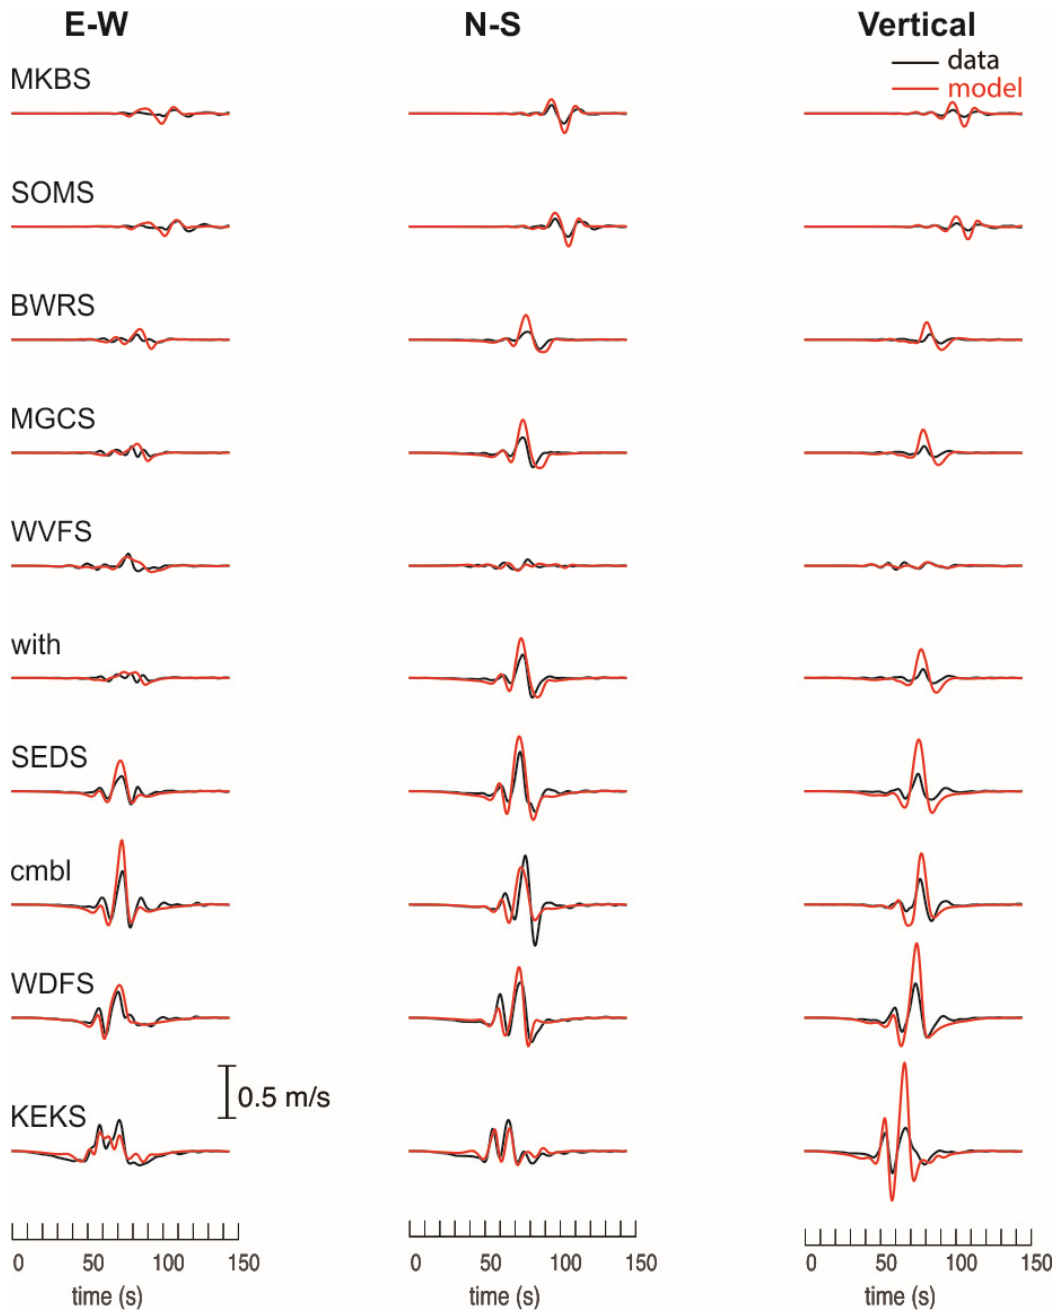 E-W N-S Vertical
data
model
MKBS
SOMS
BWRS
MGCS
WVFS
with
SEDS
cmbl
WDFS
0.5 m/s
KEKS
0 50 100 150 0 50 100 150 0 50 100 150
time (s) time (s) time (s)